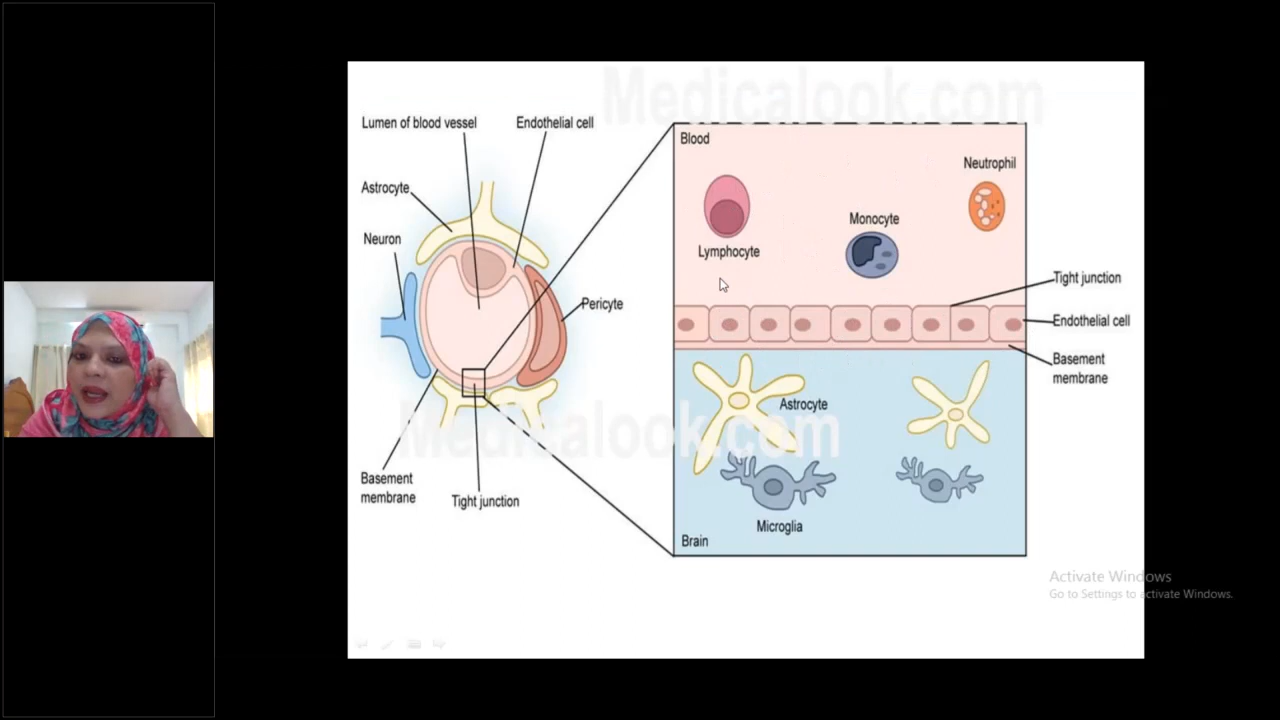 Medicalook.com
Lumen of blood vessel
Endothelial cell
Astrocyte
Neuron
Pericyte
Basement
membrane
Tight junction
Blood
Neutrophil
Monocyte
Lymphocyte
Tight junction
Endothelial cell
Basement
membrane
Astrocyte
Medicalook.com
Microglia
Brain
Activate Windows
Go to Settings to activate Windows.